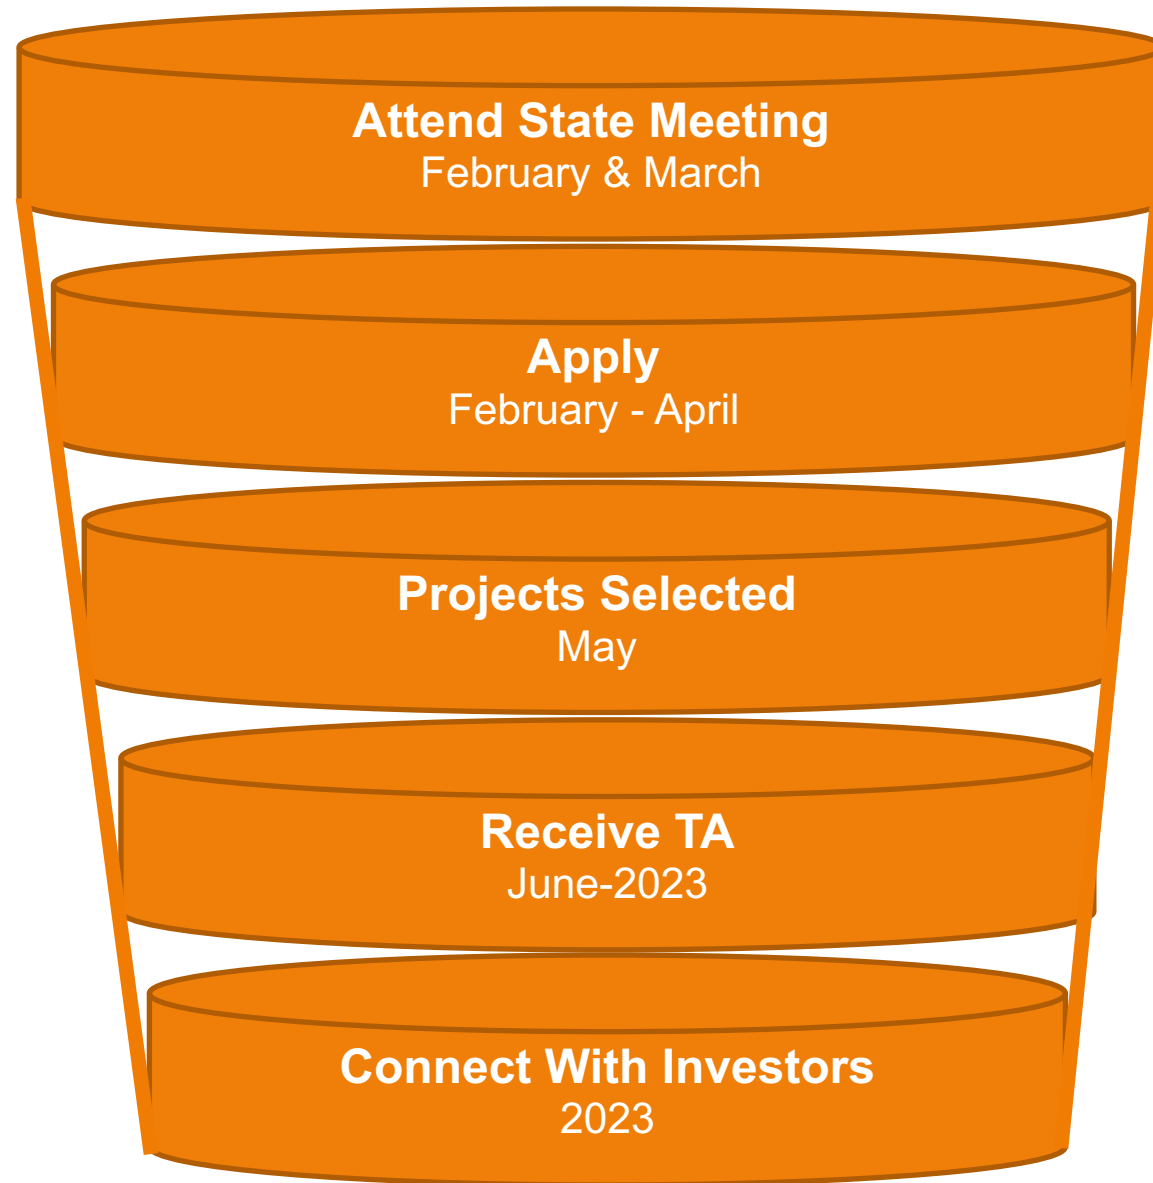 Attend State Meeting
February & March
Apply
February - April
Projects Selected
May
Receive TA
June-2023
Connect With Investors
2023